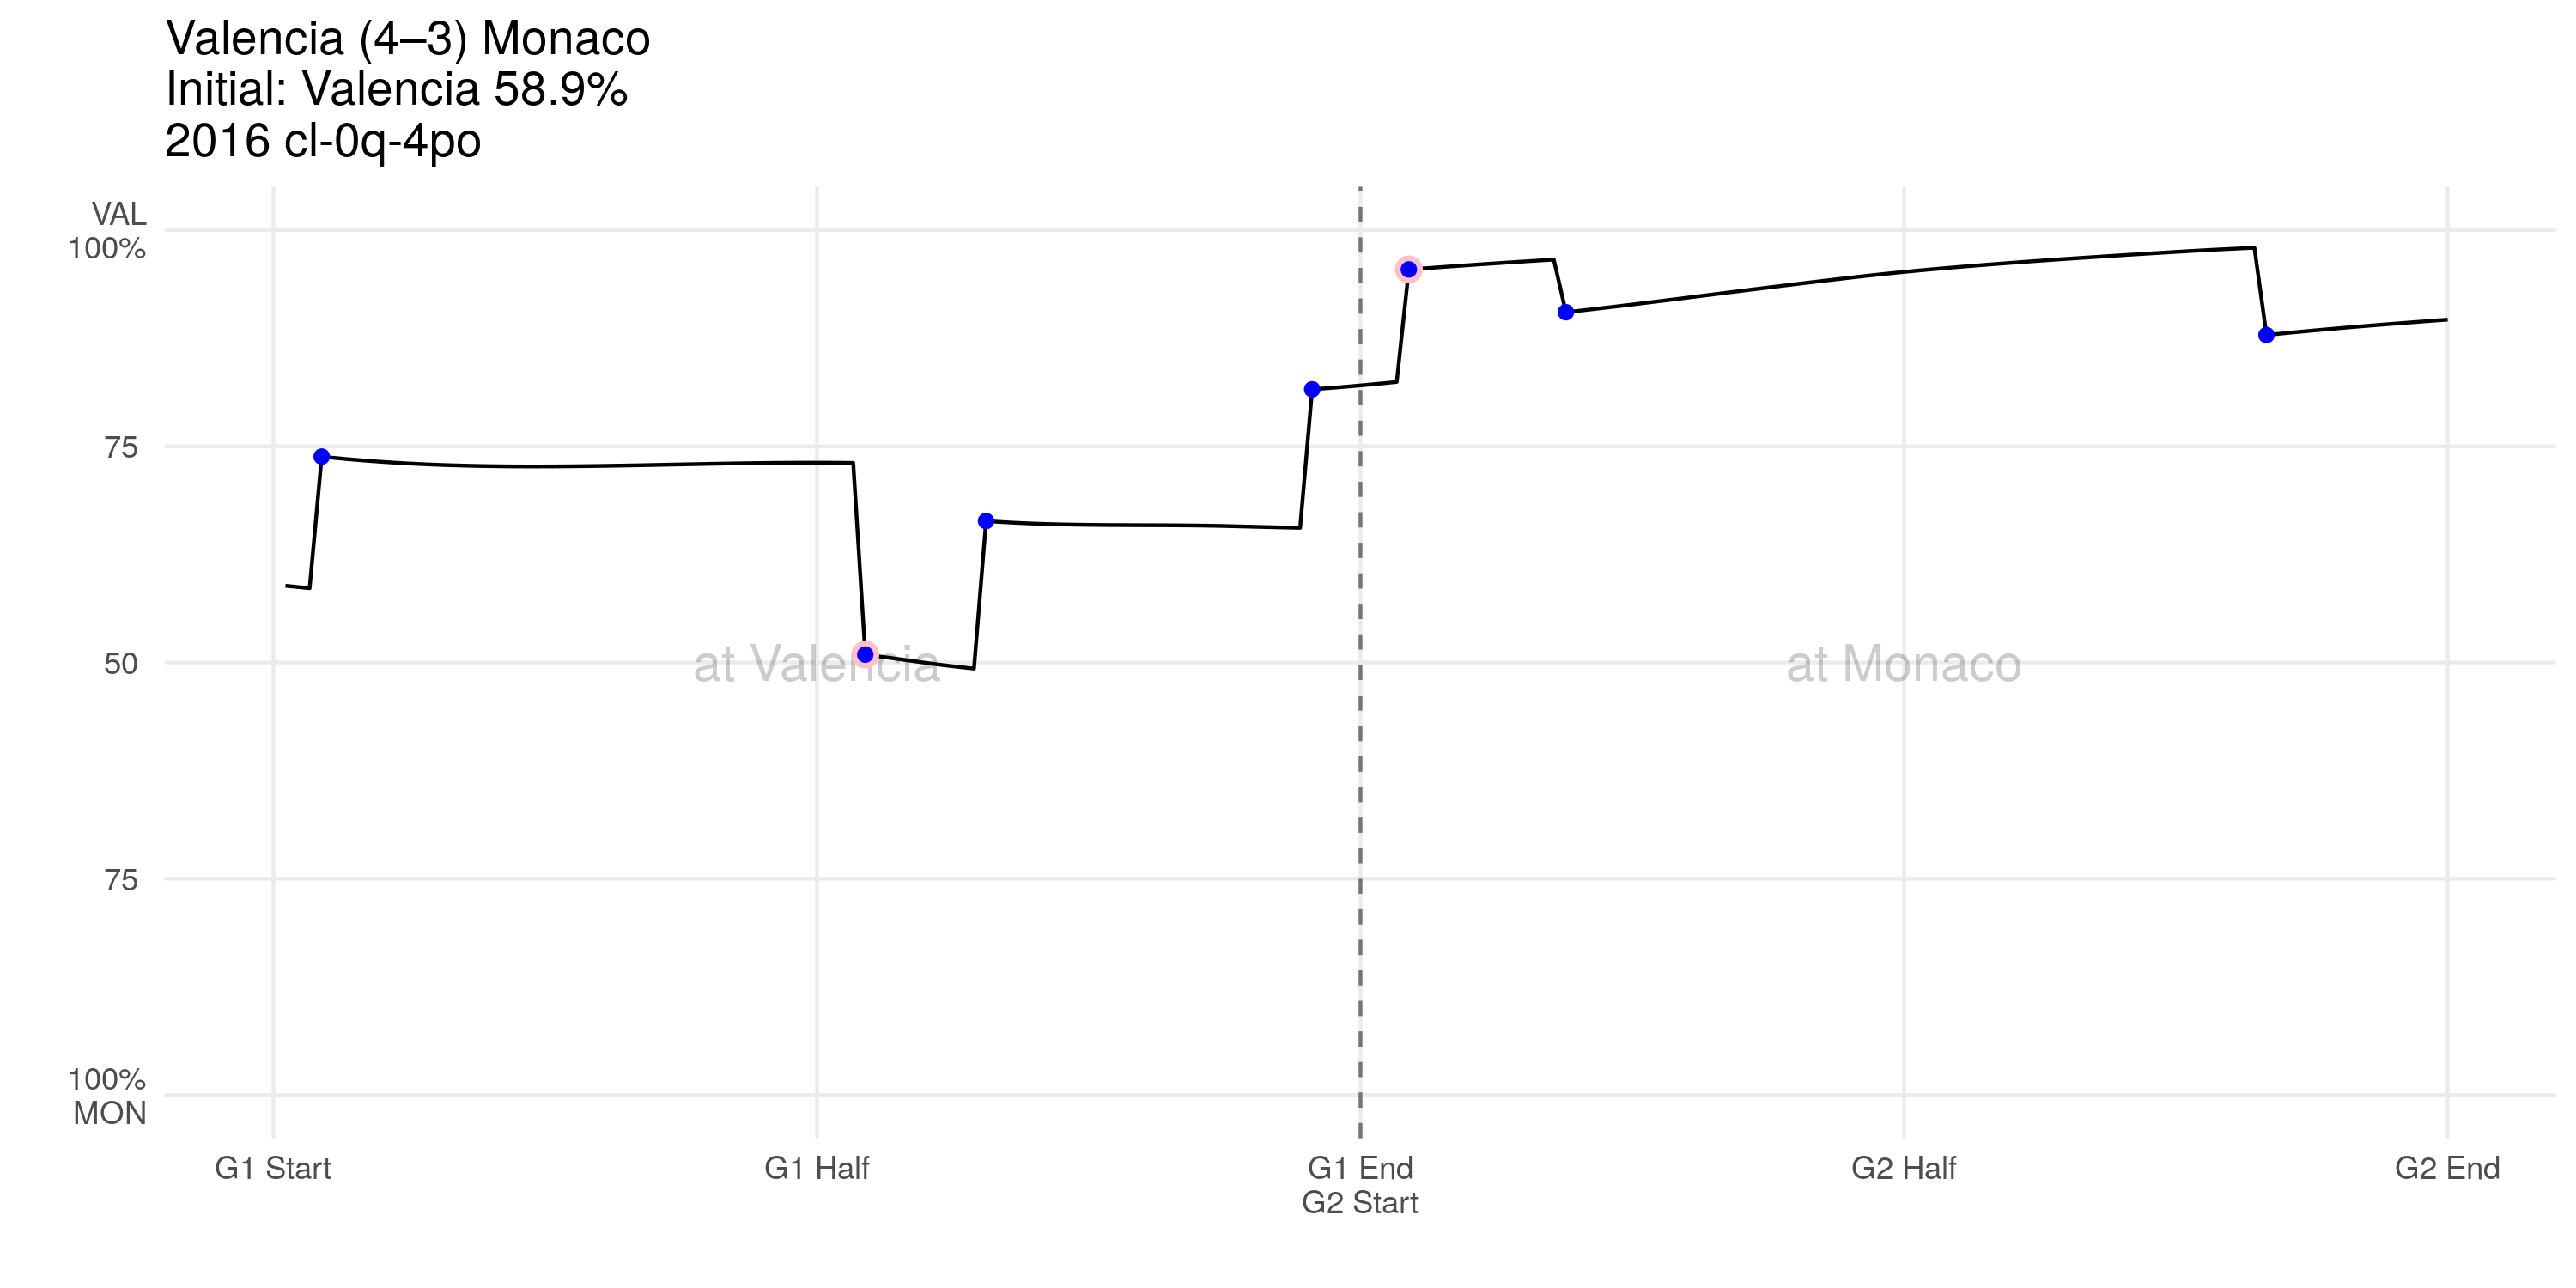 Valencia (4–3) Monaco
Initial: Valencia 58.9%
2016 cl-0q-4po
VAL
100%
75
50
75
100%
MON
at Valencia
at Monaco
G1 Start
G1 Half
G1 End
G2 Start
G2 Half
G2 End